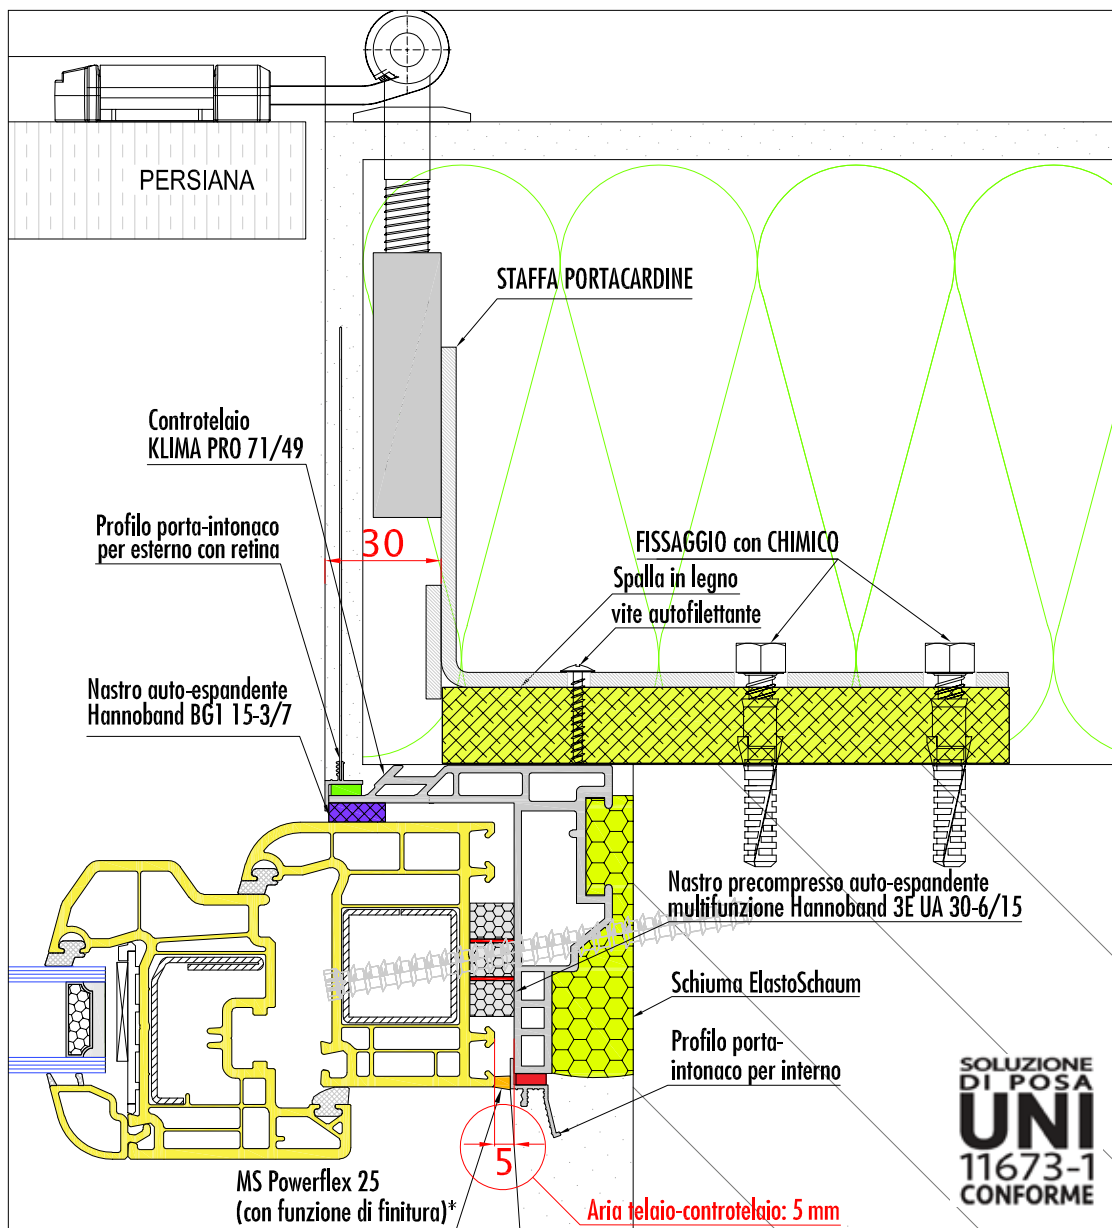 PERSIANA
STAFFA PORTACARDINE
Controtelaio
KLIMA PRO 71/49
Profilo porta-intonaco
per esterno con retina
30
FISSAGGIO con CHIMICO
Spalla in legno
vite autofilettante
Nastro auto-espandente
Hannoband BG1 15-3/7
Nastro precompresso auto-espandente
multifunzione Hannoband 3E UA 30-6/15
Schiuma ElastoSchaum
Profilo porta-
intonaco per interno
SOLUZIONE
DI POSA
UNI
11673-1
CONFORME
5
MS Powerflex 25
(con funzione di finitura)*
Aria telaio-controtelaio: 5 mm